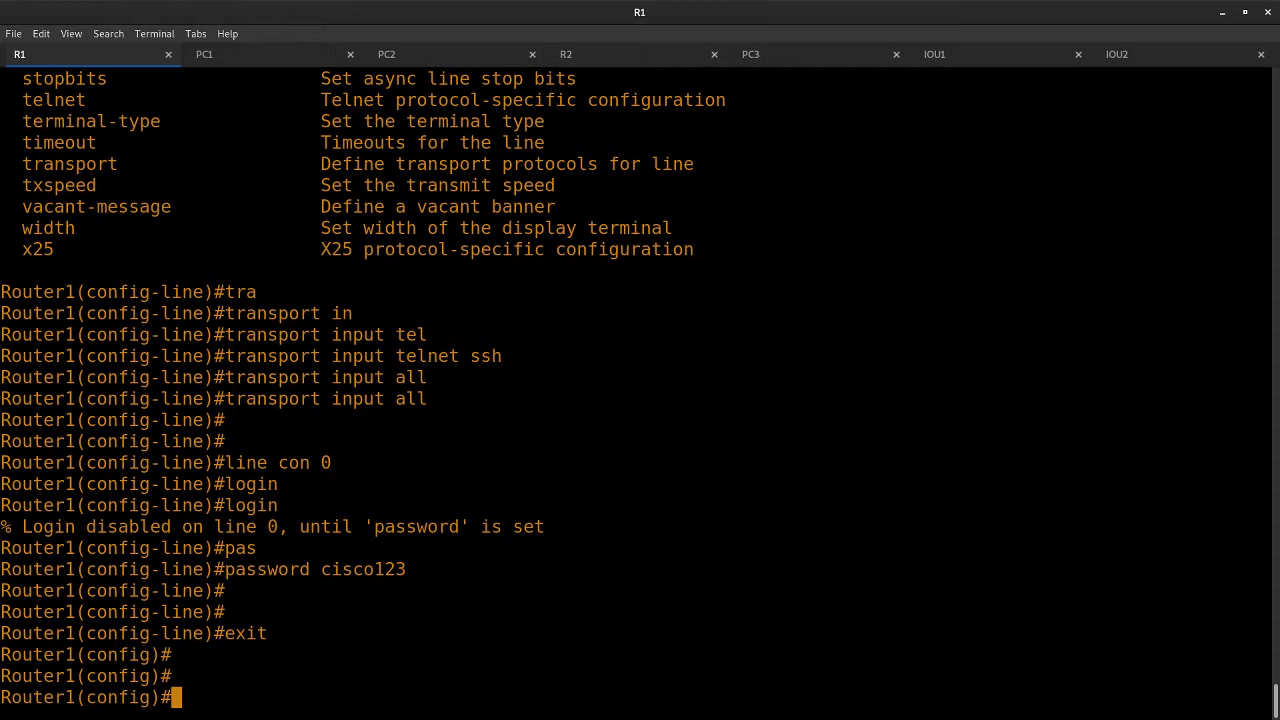 R1
File Edit View Search Terminal Tabs Help
R1 PC1 PC2 R2 PC3 IOU1 IOU2
stopbits Set async line stop bits
telnet Telnet protocol-specific configuration
terminal-type Set the terminal type
timeout Timeouts for the line
transport Define transport protocols for line
txspeed Set the transmit speed
vacant-message Define a vacant banner
width Set width of the display terminal
x25 X25 protocol-specific configuration
Router1(config-line)#tra
Router1(config-line)#transport in
Router1(config-line)#transport input tel
Router1(config-line)#transport input telnet ssh
Router1(config-line)#transport input all
Router1(config-line)#transport input all
Router1(config-line)#
Router1(config-line)#
Router1(config-line)#line con 0
Router1(config-line)#login
Router1(config-line)#login
% Login disabled on line 0, until 'password' is set
Router1(config-line)#pas
Router1(config-line)#password cisco123
Router1(config-line)#
Router1(config-line)#
Router1(config-line)#exit
Router1(config)#
Router1(config)#
Router1(config)#